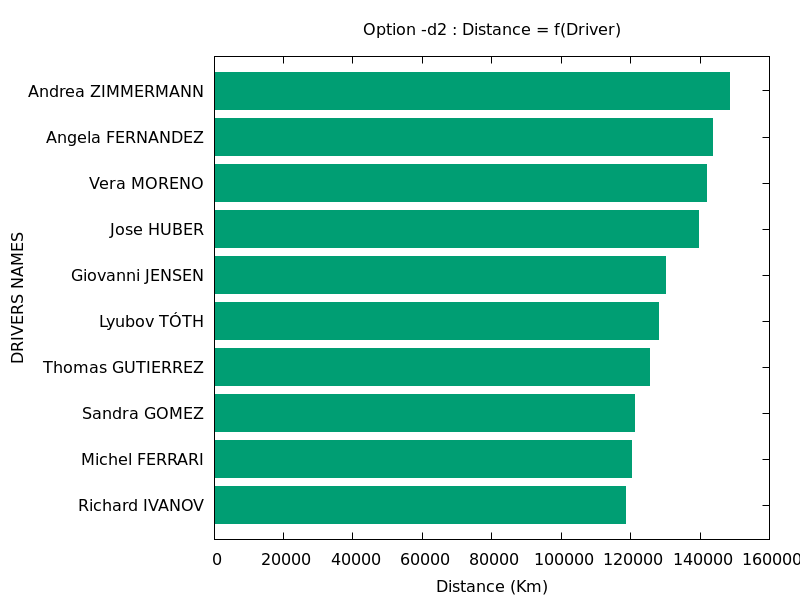 Option -d2 : Distance = f(Driver)
Andrea ZIMMERMANN
Angela FERNANDEZ
Vera MORENO
Jose HUBER
Giovanni JENSEN
Lyubov TÓTH
Thomas GUTIERREZ
Sandra GOMEZ
Michel FERRARI
Richard IVANOV
DRIVERS NAMES
0 20000 40000 60000 80000 100000 120000 140000 160000
Distance (Km)